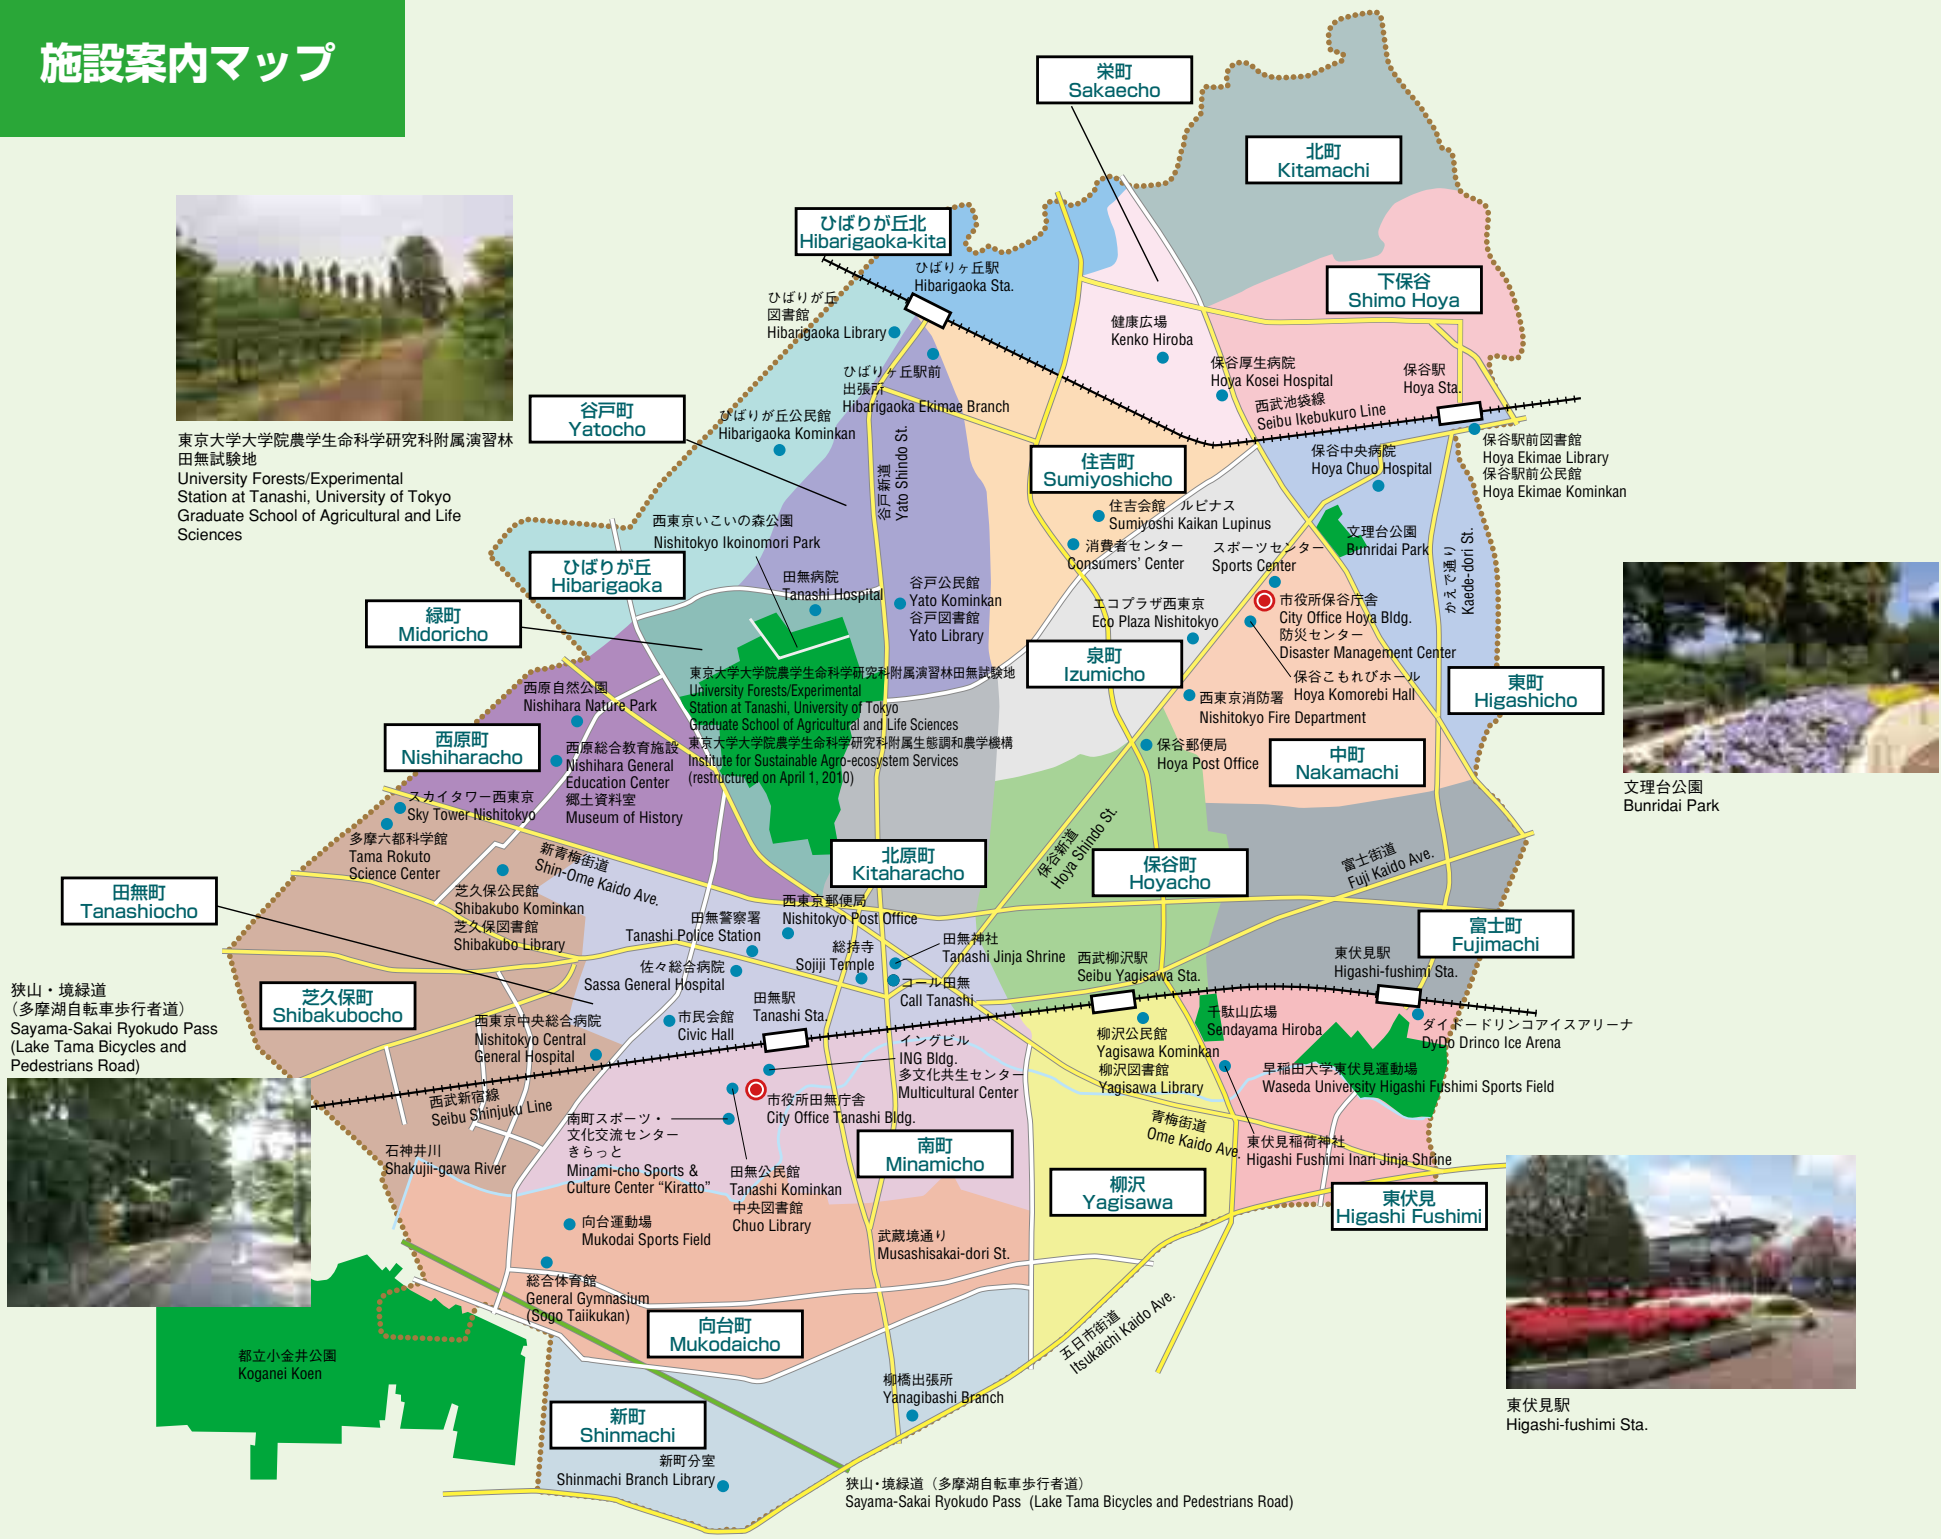 施設案内マップ
栄町
Sakaecho
北町
Kitamachi
ひばりが丘北
Hibarigaoka-kita
下保谷
Shimo Hoya
ひばりヶ丘駅
Hibarigaoka Sta.
ひばりが丘
図書館
Hibarigaoka Library
健康広場
Kenko Hiroba
保谷厚生病院
Hoya Kosei Hospital
保谷駅
Hoya Sta.
西武池袋線
Seibu Ikebukuro Line
ひばりヶ丘駅前
出張所
Hibarigaoka Ekimae Branch
谷戸町
Yatocho
ひばりが丘公民館
Hibarigaoka Kominkan
東京大学大学院農学生命科学研究科附属演習林
田無試験地
University Forests/Experimental
Station at Tanashi, University of Tokyo
Graduate School of Agricultural and Life
Sciences
谷戸新道
Yato Shindo St.
住吉町
Sumiyoshicho
保谷中央病院
Hoya Chuo Hospital
保谷駅前図書館
Hoya Ekimae Library
保谷駅前公民館
Hoya Ekimae Kominkan
住吉会館 ルピナス
Sumiyoshi Kaikan Lupinus
西東京いこいの森公園
Nishitokyo Ikoinomori Park
消費者センター
Consumers' Center
スポーツセンター
Sports Center
文理台公園
Bunridai Park
かえで通り
Kaede-dori St.
ひばりが丘
Hibarigaoka
田無病院
Tanashi Hospital
谷戸公民館
Yato Kominkan
谷戸図書館
Yato Library
エコプラザ西東京
Eco Plaza Nishitokyo
市役所保谷庁舎
City Office Hoya Bldg.
防災センター
Disaster Management Center
緑町
Midoricho
泉町
Izumicho
保谷こもれびホール
Hoya Komorebi Hall
東町
Higashicho
東京大学大学院農学生命科学研究科附属演習林田無試験地
University Forests/Experimental
Station at Tanashi, University of Tokyo
Graduate School of Agricultural and Life Sciences
東京大学大学院農学生命科学研究科附属生態調和農学機構
Institute for Sustainable Agro-ecosystem Services
(restructured on April 1, 2010)
西原自然公園
Nishihara Nature Park
西東京消防署
Nishitokyo Fire Department
西原町
Nishiharacho
西原総合教育施設
Nishihara General
Education Center
郷土資料室
Museum of History
保谷郵便局
Hoya Post Office
中町
Nakamachi
文理台公園
Bunridai Park
スカイタワー西東京
Sky Tower Nishitokyo
多摩六都科学館
Tama Rokuto
Science Center
新青梅街道
Shin-Ome Kaido Ave.
北原町
Kitaharacho
保谷新道
Hoya Shindo St.
保谷町
Hoyacho
富士街道
Fuji Kaido Ave.
田無町
Tanashiocho
芝久保公民館
Shibakubo Kominkan
芝久保図書館
Shibakubo Library
西東京郵便局
Nishitokyo Post Office
田無警察署
Tanashi Police Station
富士町
Fujimachi
総持寺
Sojiji Temple
田無神社
Tanashi Jinja Shrine
コール田無
Call Tanashi
西武柳沢駅
Seibu Yagisawa Sta.
東伏見駅
Higashi-fushimi Sta.
佐々総合病院
Sassa General Hospital
狭山・境緑道
(多摩湖自転車歩行者道)
Sayama-Sakai Ryokudo Pass
(Lake Tama Bicycles and
Pedestrians Road)
芝久保町
Shibakubocho
西東京中央総合病院
Nishitokyo Central
General Hospital
市民会館
Civic Hall
田無駅
Tanashi Sta.
イングビル
ING Bldg.
多文化共生センター
Multicultural Center
柳沢公民館
Yagisawa Kominkan
柳沢図書館
Yagisawa Library
千駄山広場
Sendayama Hiroba
ダイドードリンコアイスアリーナ
DyDo Drinco Ice Arena
早稲田大学東伏見運動場
Waseda University Higashi Fushimi Sports Field
西武新宿線
Seibu Shinjuku Line
市役所田無庁舎
City Office Tanashi Bldg.
南町スポーツ・
文化交流センター
きらっと
Minami-cho Sports &
Culture Center “Kiratto”
青梅街道
Ome Kaido Ave.
東伏見稲荷神社
Higashi Fushimi Inari Jinja Shrine
石神井川
Shakujii-gawa River
南町
Minamicho
田無公民館
Tanashi Kominkan
中央図書館
Chuo Library
柳沢
Yagisawa
東伏見
Higashi Fushimi
向台運動場
Mukodai Sports Field
武蔵境通り
Musashisakai-dori St.
総合体育館
General Gymnasium
(Sogo Taiikukan)
向台町
Mukodaicho
五日市街道
Itsukaichi Kaido Ave.
都立小金井公園
Koganei Koen
柳橋出張所
Yanagibashi Branch
東伏見駅
Higashi-fushimi Sta.
新町
Shinmachi
新町分室
Shinmachi Branch Library
狭山・境緑道(多摩湖自転車歩行者道)
Sayama-Sakai Ryokudo Pass (Lake Tama Bicycles and Pedestrians Road)